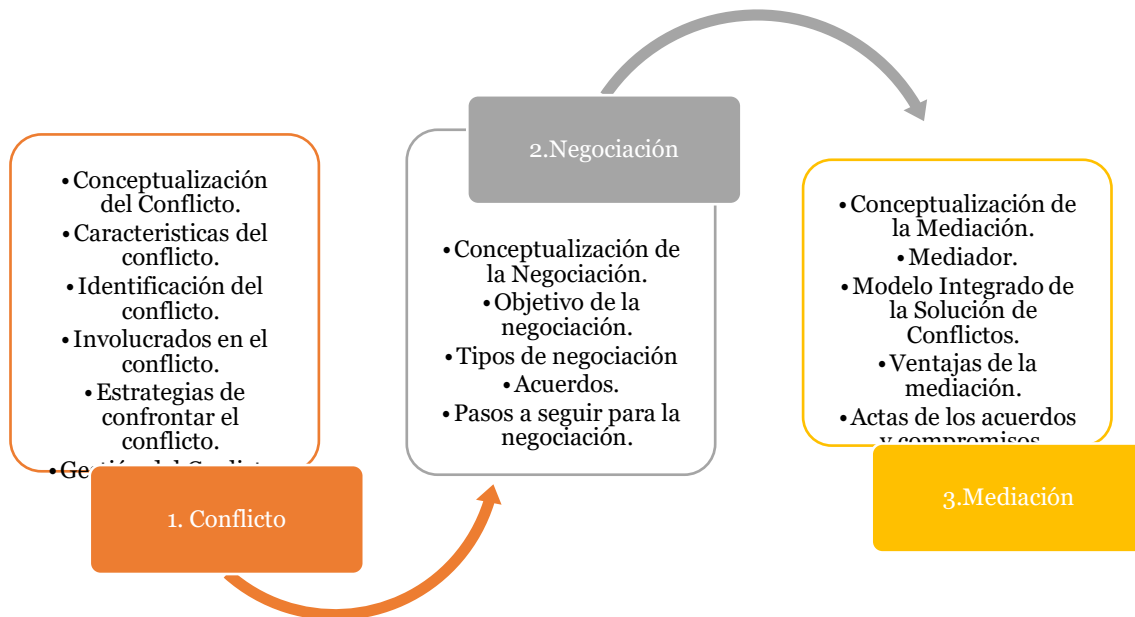 • Conceptualización
del Conflicto.
• Caracteristicas del
conflicto.
• Identificación del
conflicto.
• Involucrados en el
conflicto.
• Estrategias de
confrontar el
conflicto.
1. Conflicto
2.Negociación
• Conceptualización de
la Negociación.
• Objetivo de la
negociación.
• Tipos de negociación
• Acuerdos.
• Pasos a seguir para la
negociación.
• Conceptualización de
la Mediación.
• Mediador.
• Modelo Integrado de
la Solución de
Conflictos.
• Ventajas de la
mediación.
• Actas de los acuerdos
y compromisos
3.Mediación